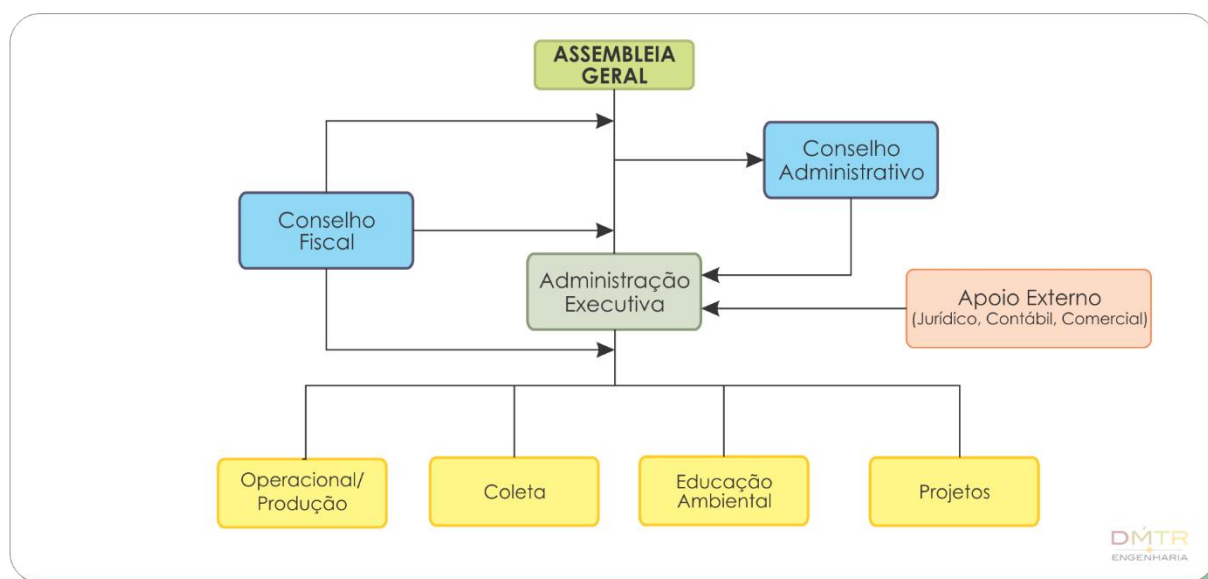 ASSEMBLEIA
GERAL
Conselho
Administrativo
Conselho
Fiscal
Administração
Executiva
Apoio Externo
(Jurídico, Contábil, Comercial)
Operacional/
Produção
Coleta
Educação
Ambiental
Projetos
DMTR
ENGENHARIA